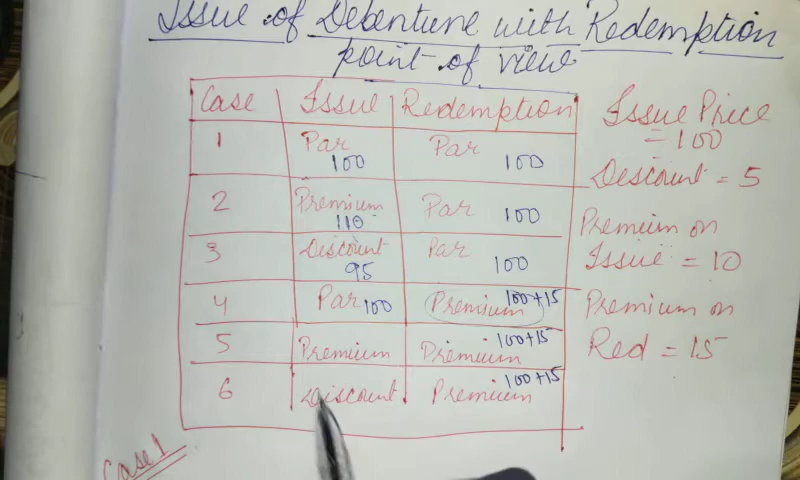 Issue of Debenture with Redemption
point of view
Case Issue Redemption
1 Par 100 Par 100
2 Premium 110 Par 100
3 Discount 95 Par 100
4 Par 100 Premium 100+15
5 Premium Premium 100+15
6 Discount Premium 100+15
Issue Price
= 100
Discount = 5
Premium on
Issue = 10
Premium on
Red = 15
Case 1